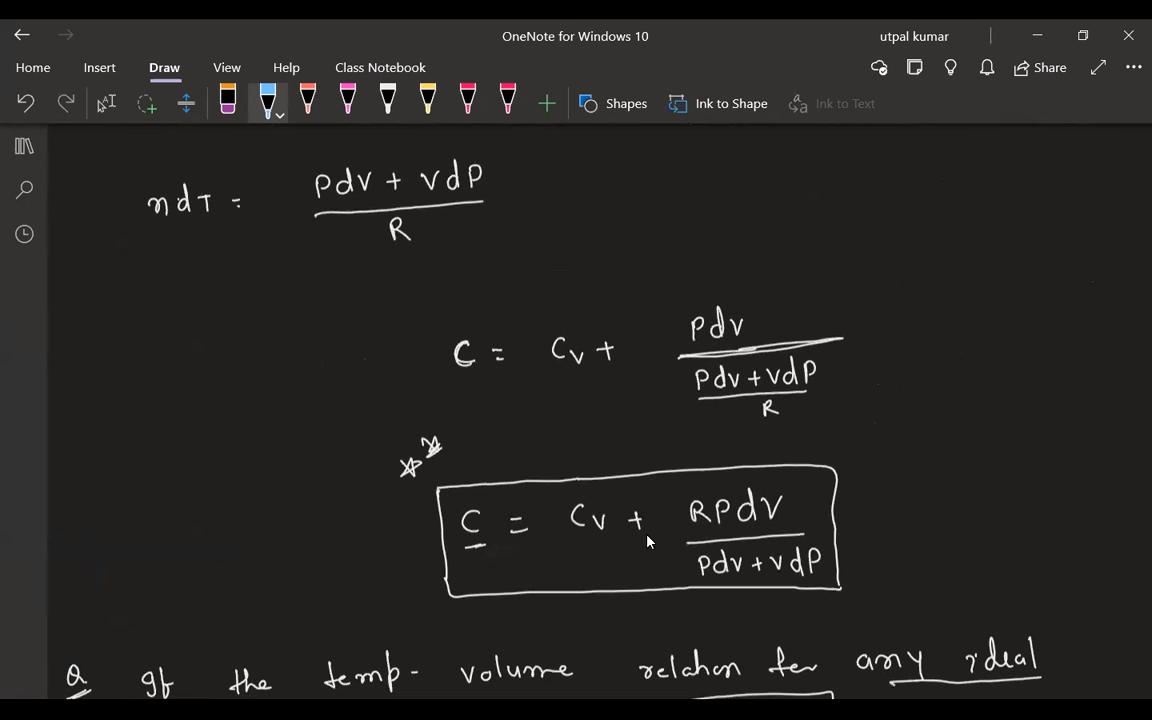 OneNote for Windows 10
utpal kumar
Home Insert Draw View Help Class Notebook
Share
Shapes Ink to Shape Ink to Text
ndT = PdV + VdP / R
C = Cv + PdV / PdV + VdP / R
C = Cv + RPdV / PdV + VdP
Q If the temp- volume relation for any ideal